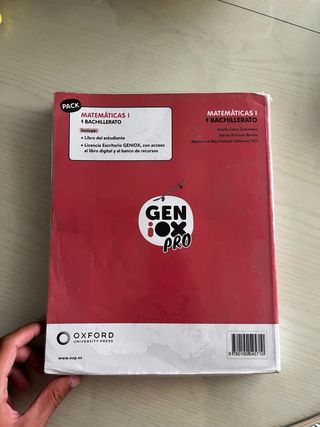 PACK
MATEMÁTICAS I
1 BACHILLERATO
Incluye:
• Libro del estudiante
• Licencia Escritorio GENiOX, con acceso
al libro digital y al banco de recursos
MATEMÁTICAS I
1 BACHILLERATO
GEN
iOX
PRO
OXFORD
UNIVERSITY PRESS
www.oup.es